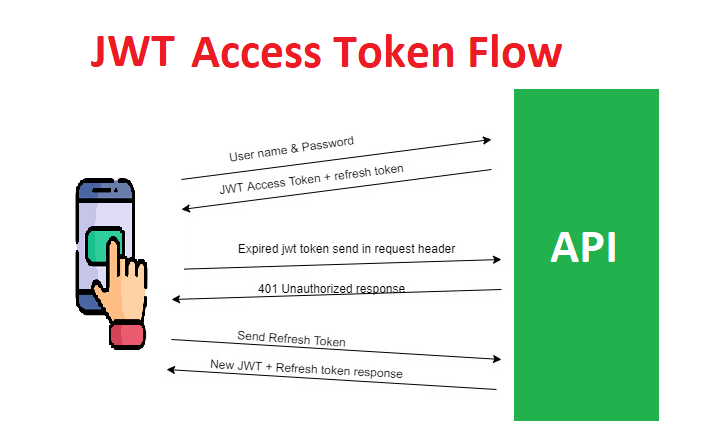 JWT Access Token Flow
User name & Password
JWT Access Token + refresh token
Expired jwt token send in request header
API
401 Unauthorized response
Send Refresh Token
New JWT + Refresh token response